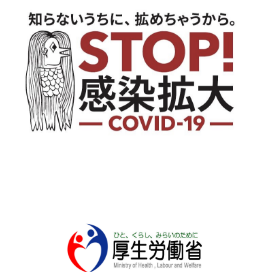 知らないうちに、拡めちゃうから。
STOP!
感染拡大
COVID-19
ひと、くらし、みらいのために
厚生労働省
Ministry of Health, Labour and Welfare